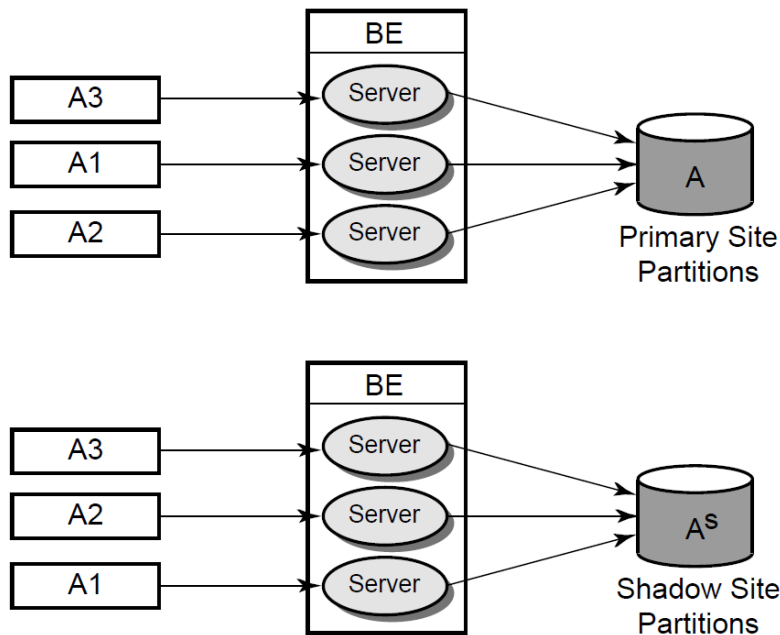 BE
A3
Server
A1
Server
A
A2
Server
Primary Site
Partitions
BE
A3
Server
A2
Server
Aˢ
A1
Server
Shadow Site
Partitions